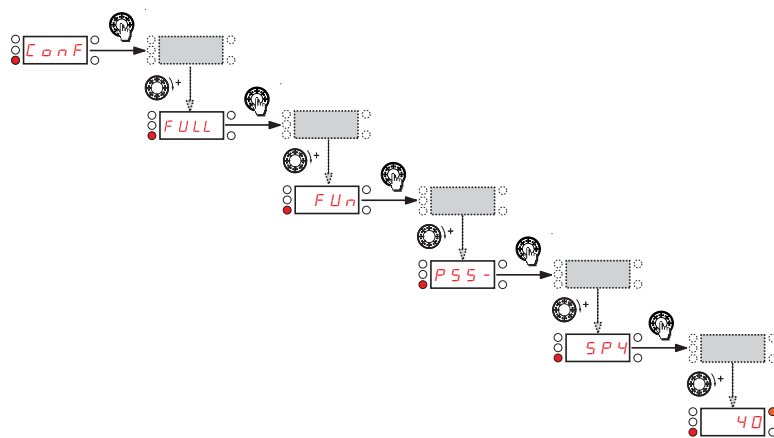 ConF
+
FULL
+
FUn
+
PSS-
+
SP4
+
40